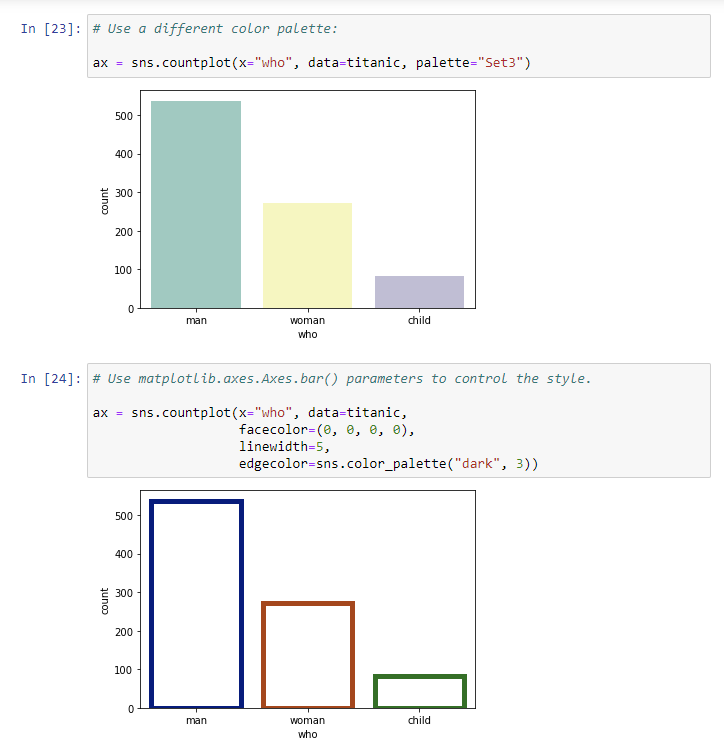 In [23]: # Use a different color palette:
ax = sns.countplot(x="who", data=titanic, palette="Set3")
500
400
300
200
100
0
count
man woman child
who
In [24]: # Use matplotlib.axes.Axes.bar() parameters to control the style.
ax = sns.countplot(x="who", data=titanic,
facecolor=(0, 0, 0, 0),
linewidth=5,
edgecolor=sns.color_palette("dark", 3))
500
400
300
200
100
0
count
man woman child
who